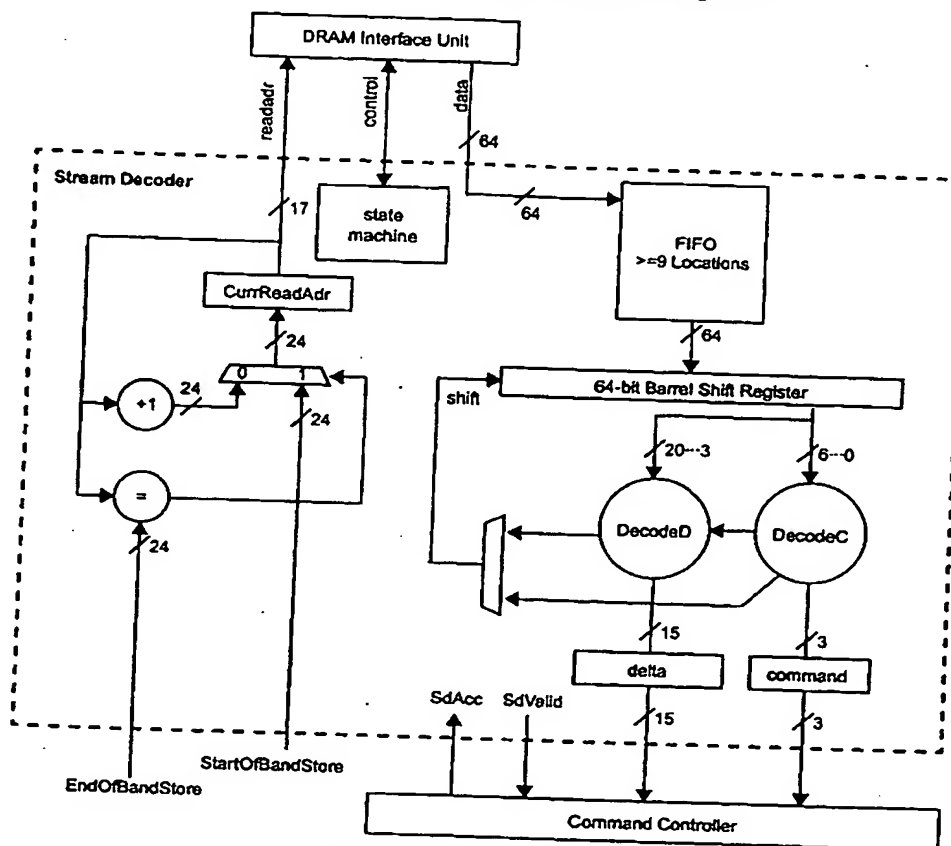 DRAM Interface Unit
readadr
control
data
64
Stream Decoder
17
state
machine
64
FIFO
>=9 Locations
CurrReadAdr
64
24
0 1
64-bit Barrel Shift Register
shift
+1
24
24
20---3
6---0
=
DecodeD
DecodeC
24
15
3
delta
command
SdAcc
SdValid
15
3
StartOfBandStore
EndOfBandStore
Command Controller